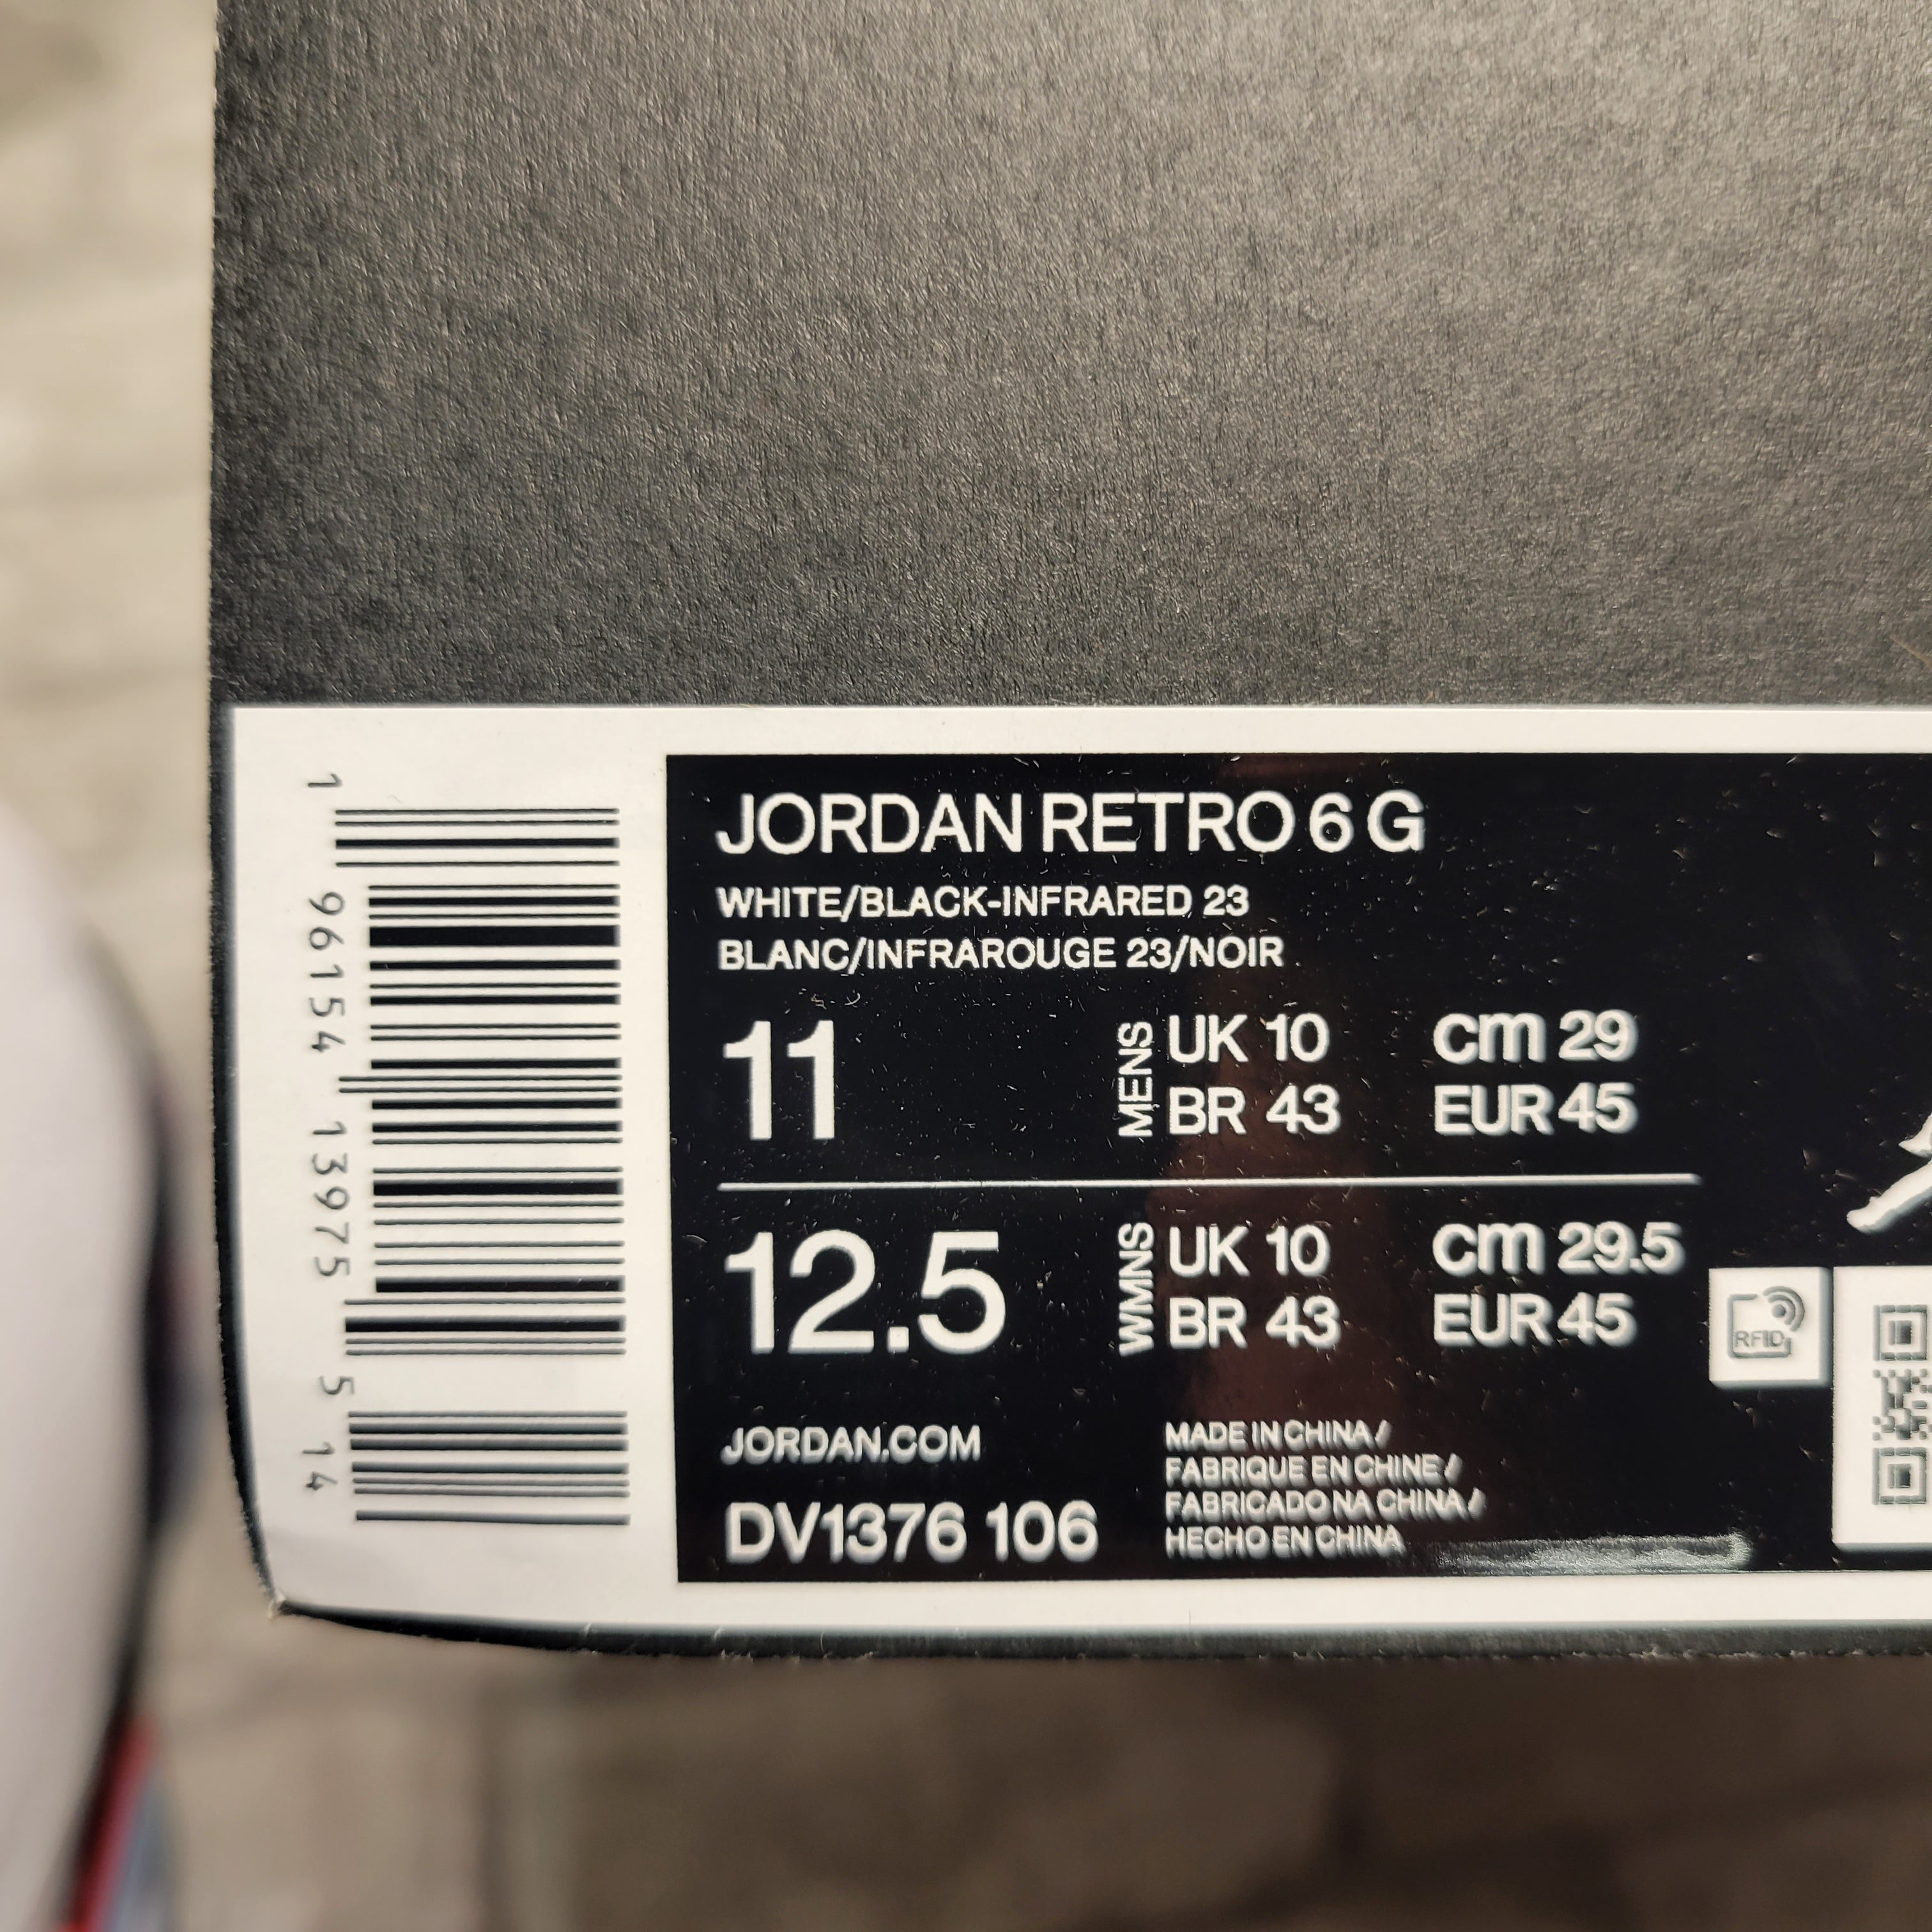 1 96154 13975 5 14
JORDAN RETRO 6 G
WHITE/BLACK-INFRARED 23
BLANC/INFRAROUGE 23/NOIR
11 MENS UK 10 cm 29
BR 43 EUR 45
12.5 WMNS UK 10 cm 29.5
BR 43 EUR 45
RFID
JORDAN.COM
DV1376 106
MADE IN CHINA /
FABRIQUE EN CHINE /
FABRICADO NA CHINA /
HECHO EN CHINA